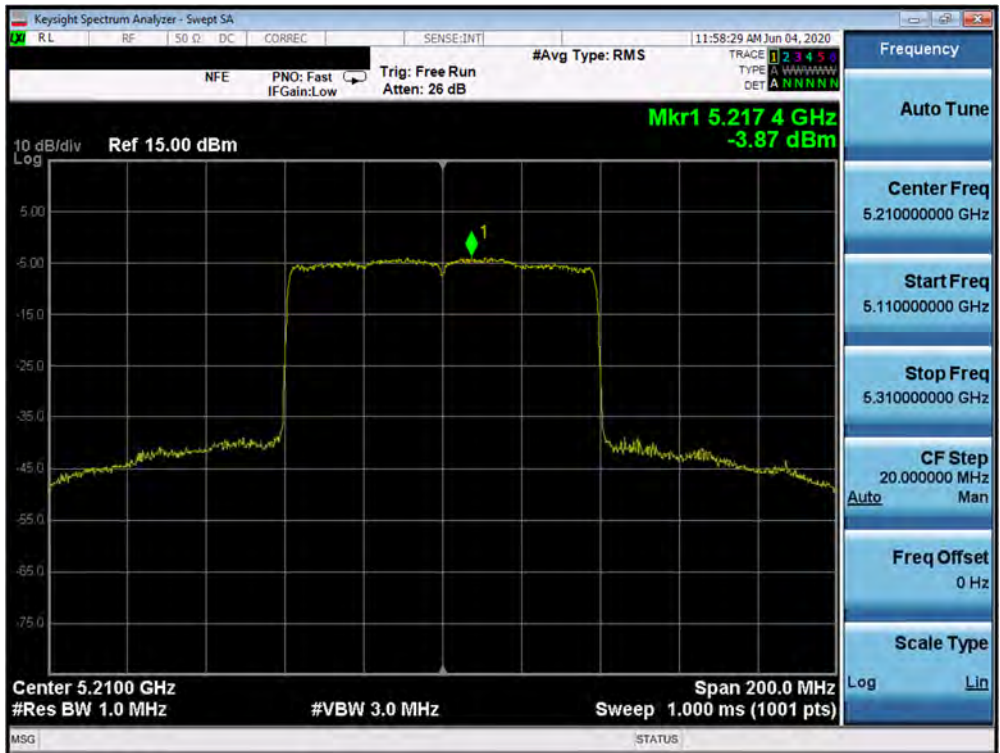 Keysight Spectrum Analyzer - Swept SA
LXI RL RF 50 Ω DC CORREC SENSE:INT 11:58:29 AM Jun 04, 2020
#Avg Type: RMS TRACE 1 2 3 4 5 6
NFE PNO: Fast Trig: Free Run TYPE A WWWWW
IFGain:Low Atten: 26 dB DET A N N N N N
Mkr1 5.217 4 GHz
-3.87 dBm
10 dB/div Ref 15.00 dBm
Log
1
5.00
-5.00
-15.0
-25.0
-35.0
-45.0
-55.0
-65.0
-75.0
Center 5.2100 GHz Span 200.0 MHz
#Res BW 1.0 MHz #VBW 3.0 MHz Sweep 1.000 ms (1001 pts)
MSG STATUS
Frequency
Auto Tune
Center Freq
5.210000000 GHz
Start Freq
5.110000000 GHz
Stop Freq
5.310000000 GHz
CF Step
20.000000 MHz
Auto Man
Freq Offset
0 Hz
Scale Type
Log Lin